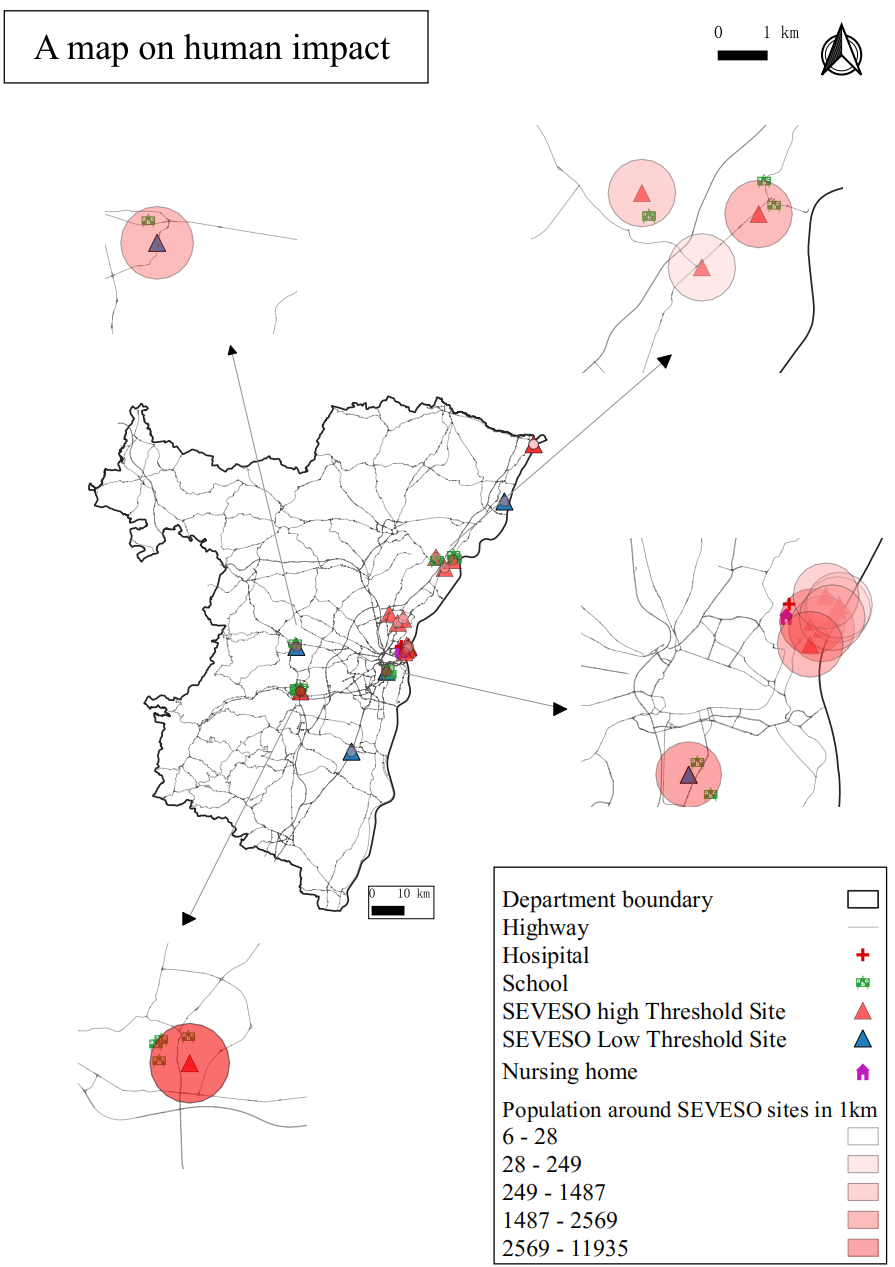 A map on human impact
0 1 km
0 10 km
Department boundary
Highway
Hosipital
School
SEVESO high Threshold Site
SEVESO Low Threshold Site
Nursing home
Population around SEVESO sites in 1km
6 - 28
28 - 249
249 - 1487
1487 - 2569
2569 - 11935